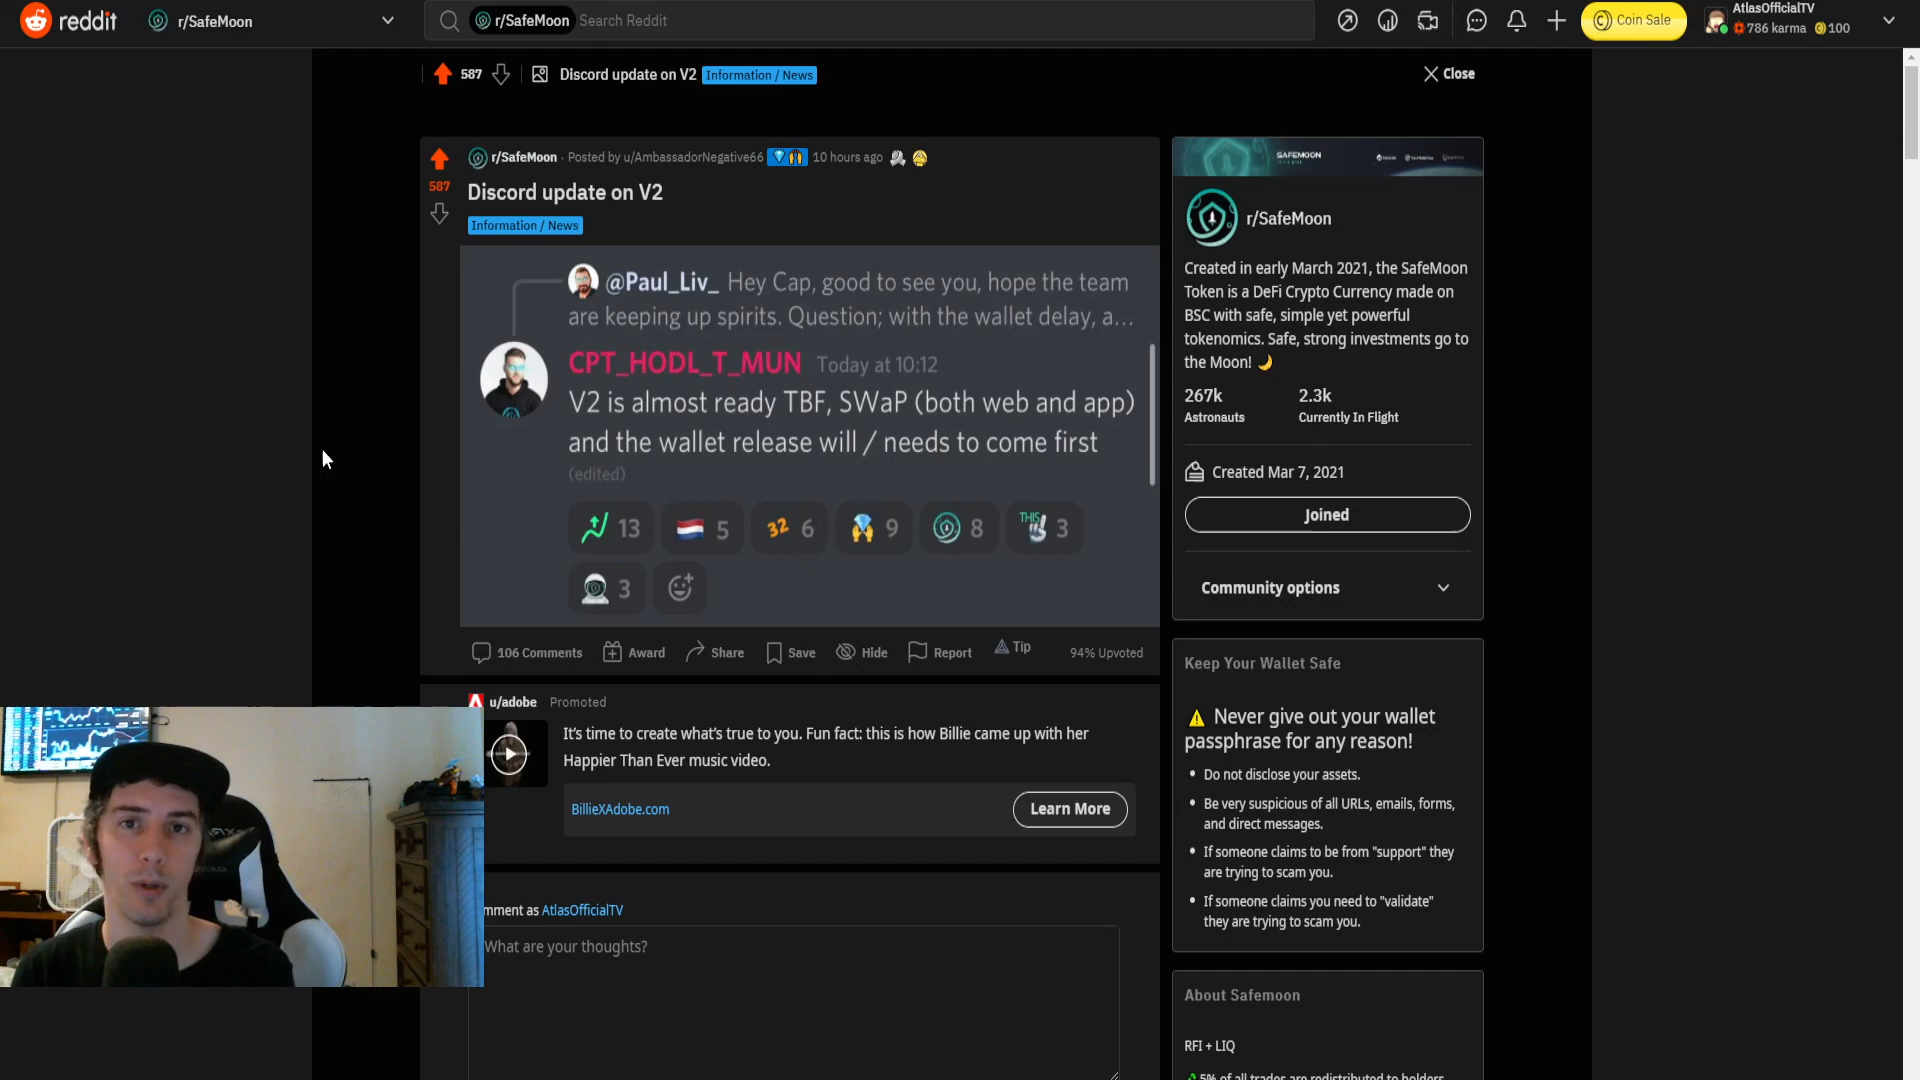 reddit
r/SafeMoon
r/SafeMoon Search Reddit
Coin Sale
AtlasOfficialTV
786 karma 100
587
Discord update on V2 Information / News
Close
r/SafeMoon · Posted by u/AmbassadorNegative66 10 hours ago
587
Discord update on V2
Information / News
@Paul_Liv_ Hey Cap, good to see you, hope the team
are keeping up spirits. Question; with the wallet delay, a...
CPT_HODL_T_MUN Today at 10:12
V2 is almost ready TBF, SWaP (both web and app)
and the wallet release will / needs to come first
(edited)
13 5 32 6 9 8 THIS 3
3
106 Comments Award Share Save Hide Report Tip 94% Upvoted
u/adobe · Promoted
It's time to create what's true to you. Fun fact: this is how Billie came up with her
Happier Than Ever music video.
BillieXAdobe.com
Learn More
mment as AtlasOfficialTV
What are your thoughts?
SAFEMOON
r/SafeMoon
Created in early March 2021, the SafeMoon
Token is a DeFi Crypto Currency made on
BSC with safe, simple yet powerful
tokenomics. Safe, strong investments go to
the Moon! 🌙
267k 2.3k
Astronauts Currently In Flight
Created Mar 7, 2021
Joined
Community options
Keep Your Wallet Safe
⚠ Never give out your wallet
passphrase for any reason!
• Do not disclose your assets.
• Be very suspicious of all URLs, emails, forms,
and direct messages.
• If someone claims to be from "support" they
are trying to scam you.
• If someone claims you need to "validate"
they are trying to scam you.
About Safemoon
RFI + LIQ
5% of all trades are redistributed to holders